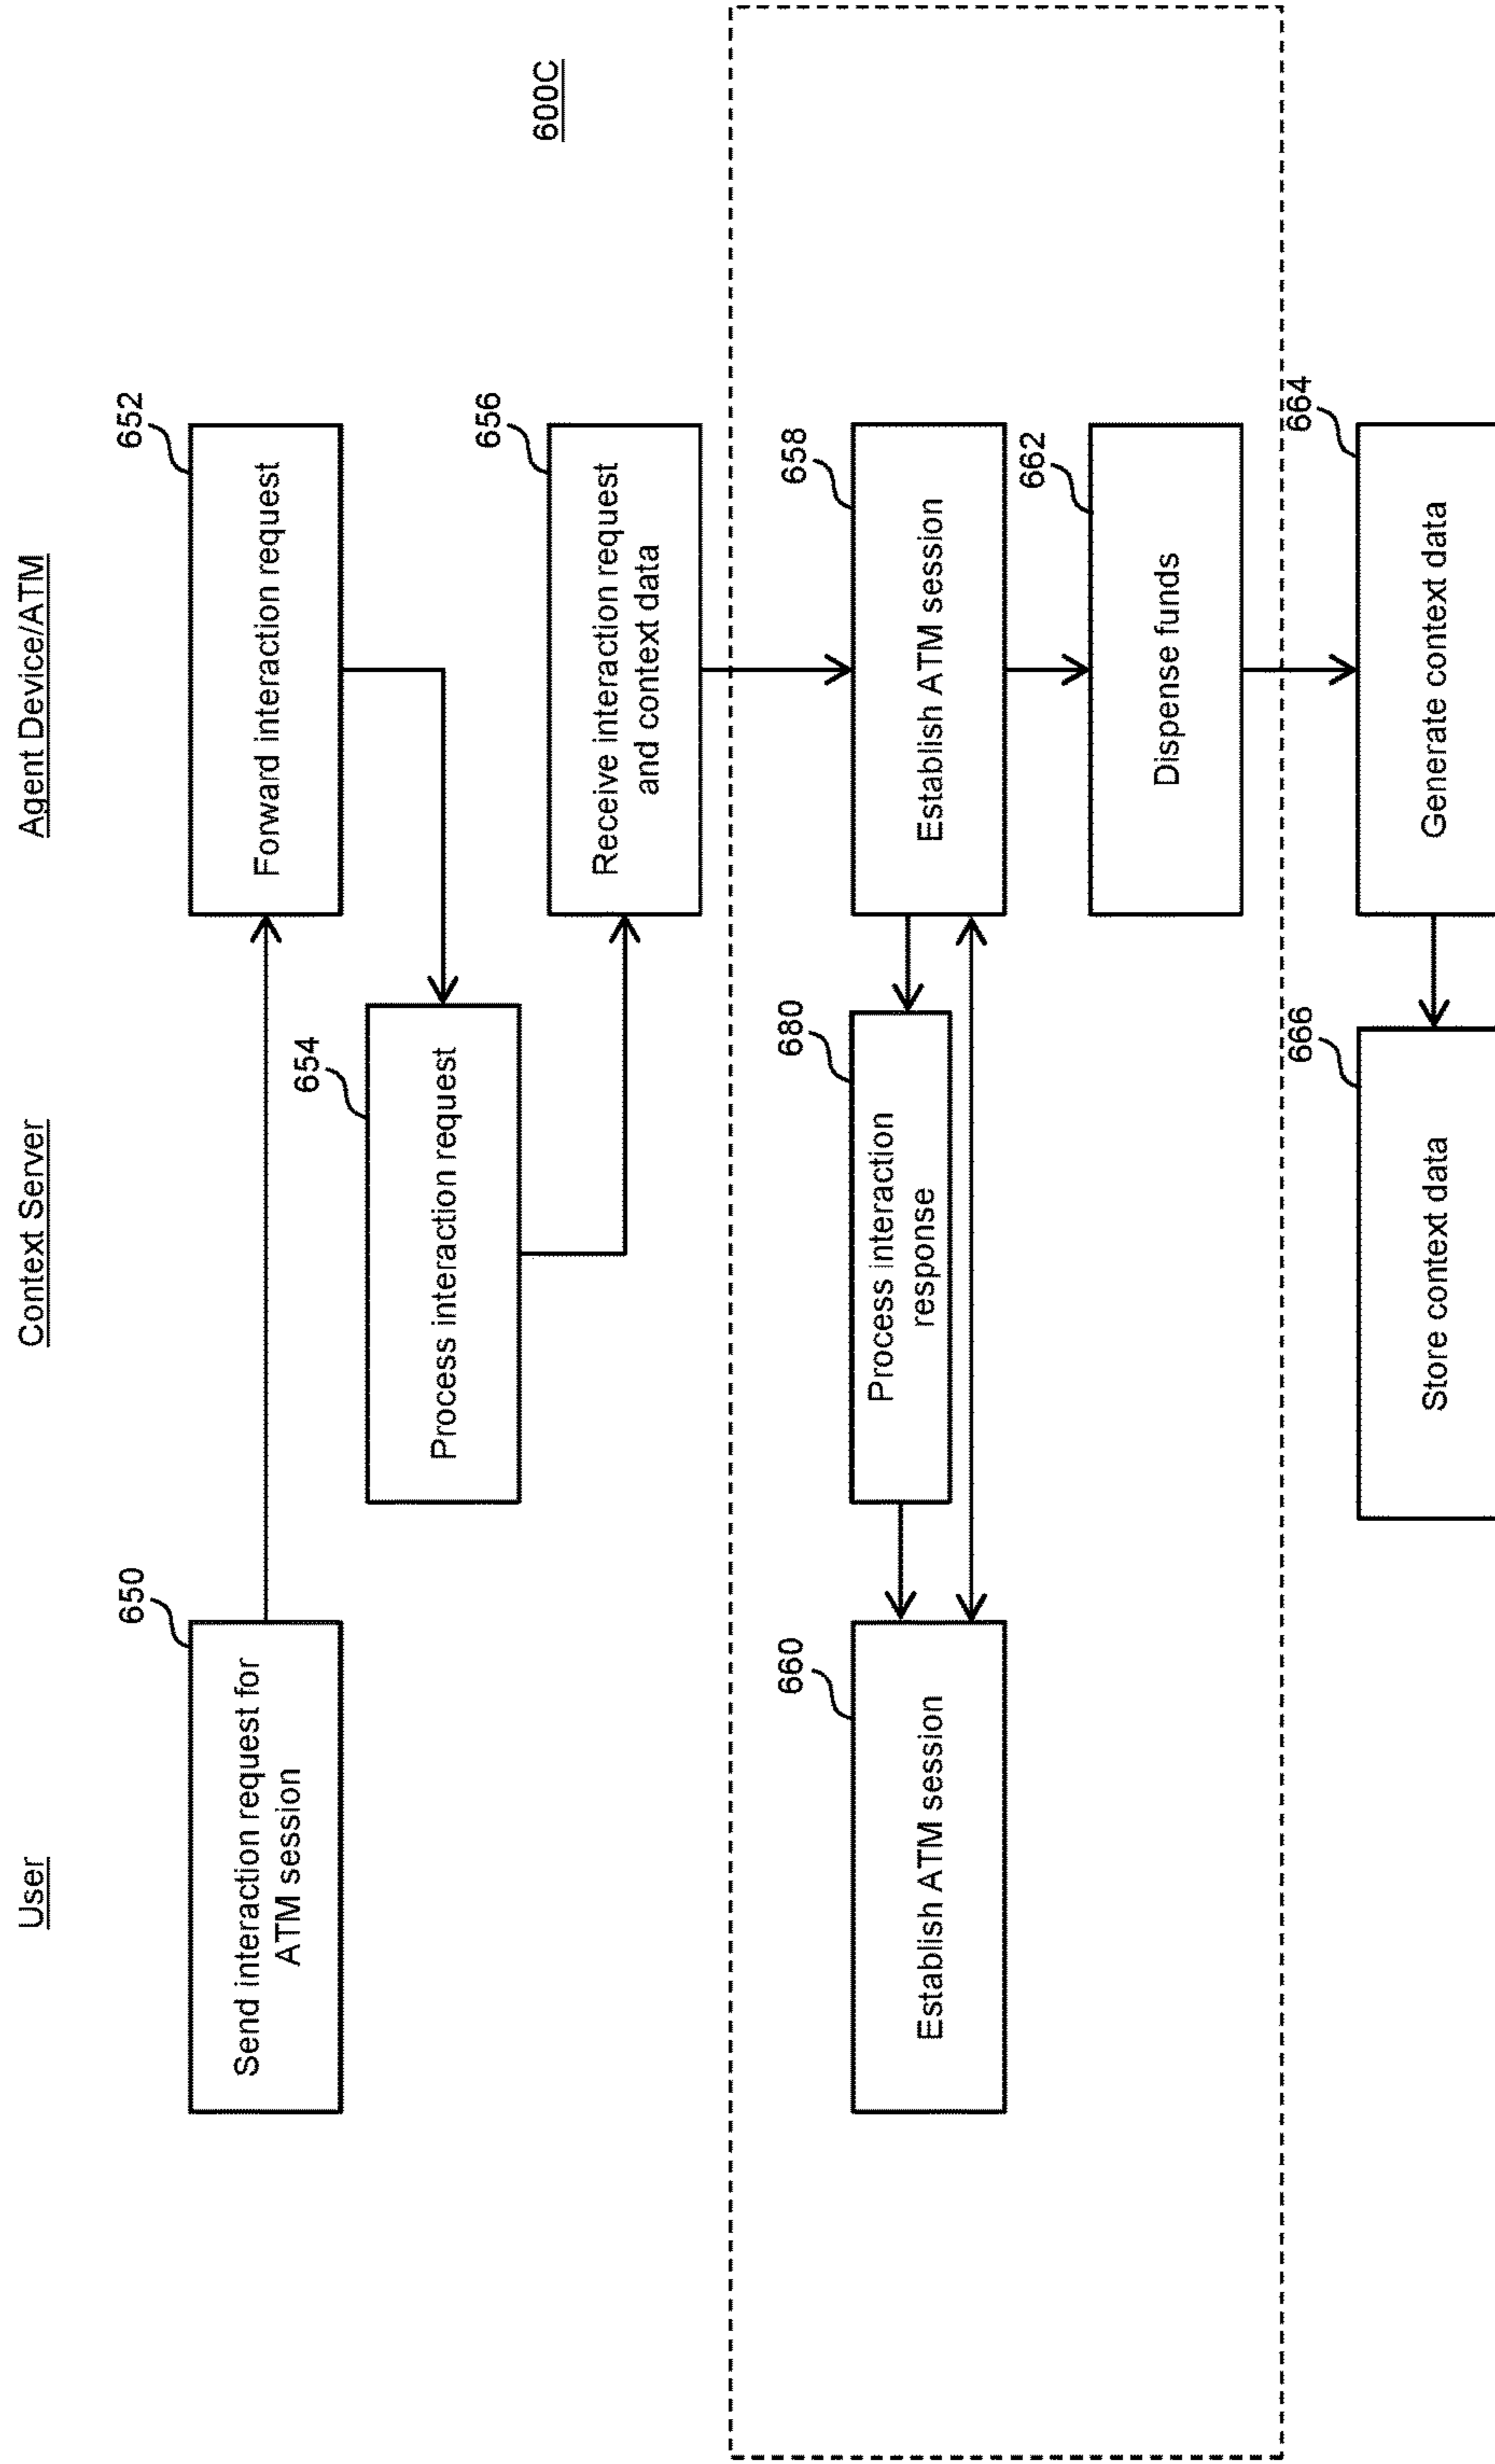 User
Context Server
Agent Device/ATM
650
Send interaction request for
ATM session
652
Forward interaction request
654
Process interaction request
656
Receive interaction request
and context data
600C
660
Establish ATM session
680
Process interaction
response
658
Establish ATM session
662
Dispense funds
666
Store context data
664
Generate context data